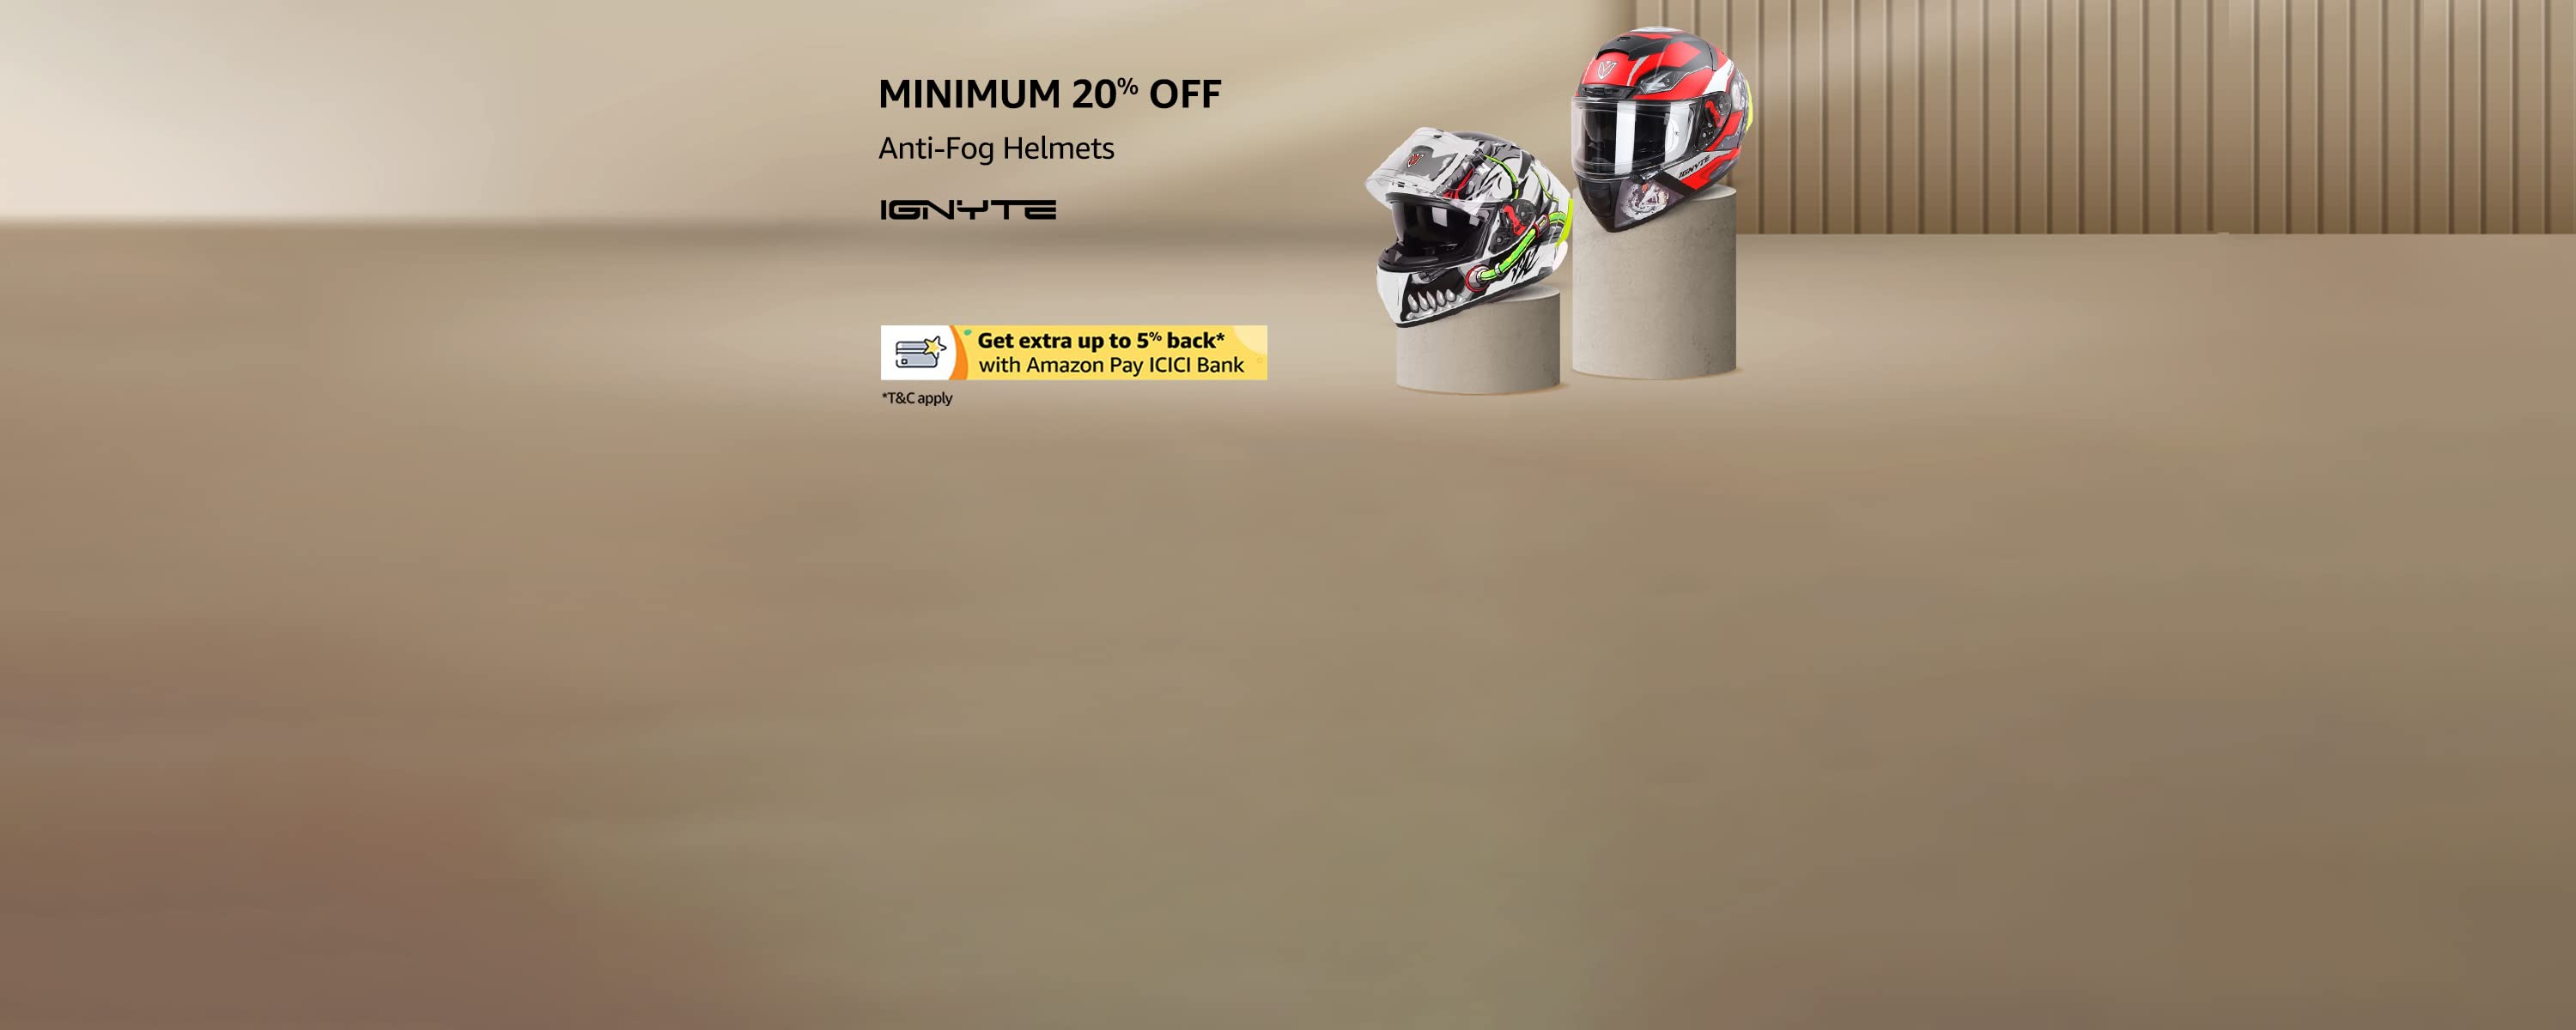 MINIMUM 20% OFF
Anti-Fog Helmets
IGNYTE
Get extra up to 5% back*
with Amazon Pay ICICI Bank
*T&C apply
IGNYTE